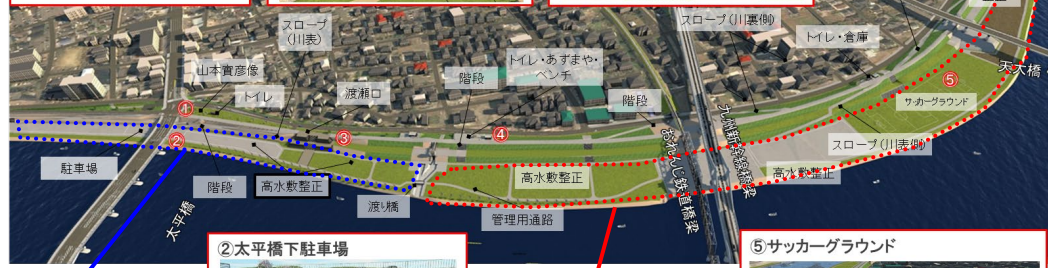 スロープ
（川表）
スロープ（川裏側）
トイレ・倉庫
天大橋
山本實彦像
トイレ
渡瀬口
階段
トイレ・あずまや・
ベンチ
階段
⑤
サッカーグラウンド
①
②
③
④
駐車場
階段
高水敷整正
渡り橋
高水敷整正
管理用通路
スロープ（川表側）
高水敷整正
太平橋
おれんじ鉄道橋梁
九州新幹線橋梁
②太平橋下駐車場
⑤サッカーグラウンド